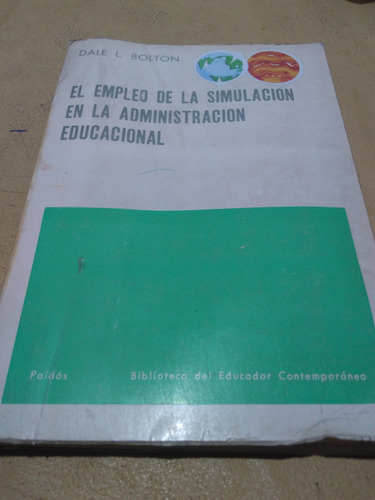 DALE L. BOLTON
EL EMPLEO DE LA SIMULACION
EN LA ADMINISTRACION
EDUCACIONAL
Paidós Biblioteca del Educador Contemporáneo